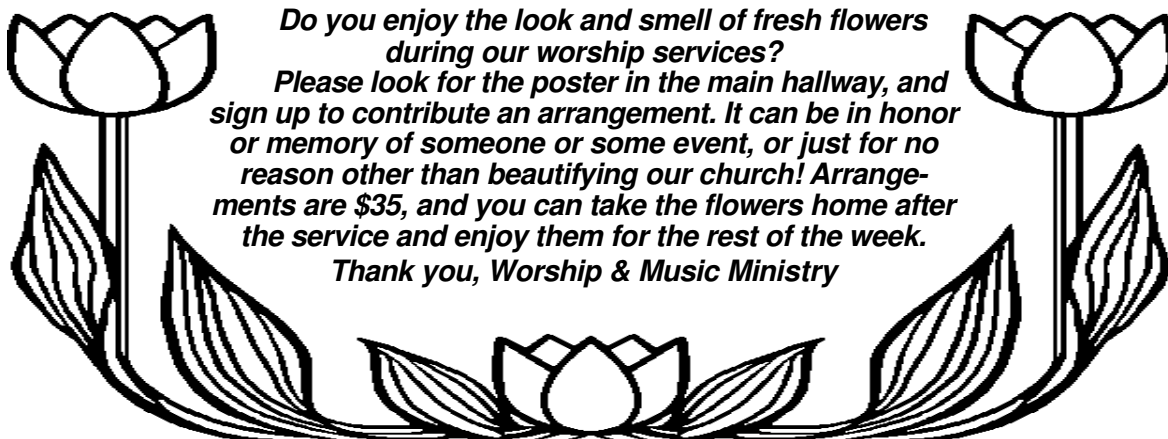 Do you enjoy the look and smell of fresh flowers
during our worship services?
Please look for the poster in the main hallway, and
sign up to contribute an arrangement. It can be in honor
or memory of someone or some event, or just for no
reason other than beautifying our church! Arrange-
ments are $35, and you can take the flowers home after
the service and enjoy them for the rest of the week.
Thank you, Worship & Music Ministry